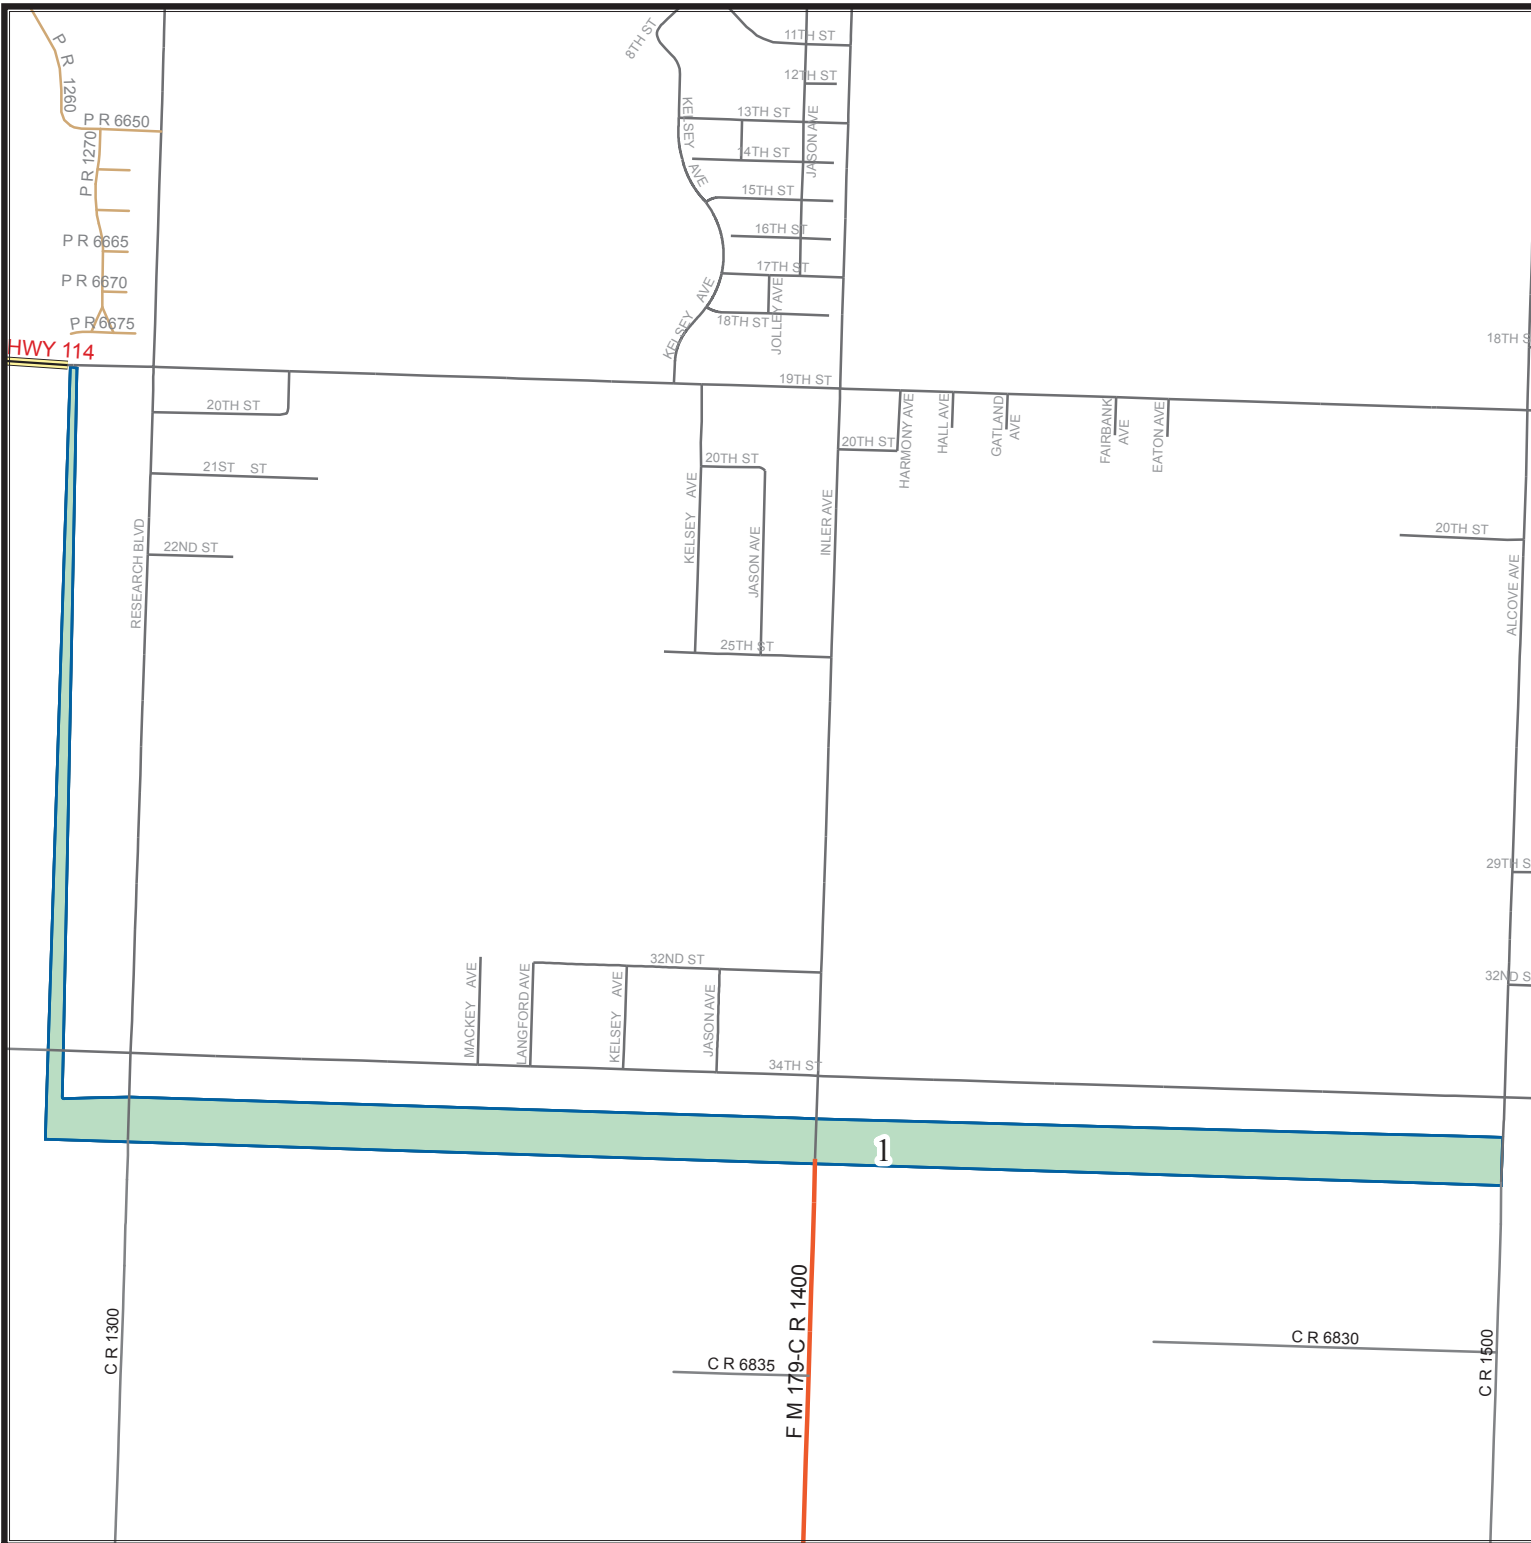 8TH ST
11TH ST
P R 1260
12TH ST
P R 6650
KELSEY AVE
13TH ST
JASON AVE
P R 1270
14TH ST
15TH ST
P R 6665
16TH ST
17TH ST
P R 6670
KELSEY AVE
JOLLEY AVE
P R 6675
18TH ST
18TH S
HWY 114
19TH ST
20TH ST
HARMONY AVE
HALL AVE
GATLAND AVE
FAIRBANK AVE
EATON AVE
20TH ST
21ST ST
20TH ST
KELSEY AVE
INLER AVE
20TH ST
RESEARCH BLVD
22ND ST
JASON AVE
ALCOVE AVE
25TH ST
29TH S
32ND ST
MACKEY AVE
LANGFORD AVE
KELSEY AVE
JASON AVE
32ND S
34TH ST
1
C R 1300
F M 179-C R 1400
C R 6835
C R 6830
C R 1500